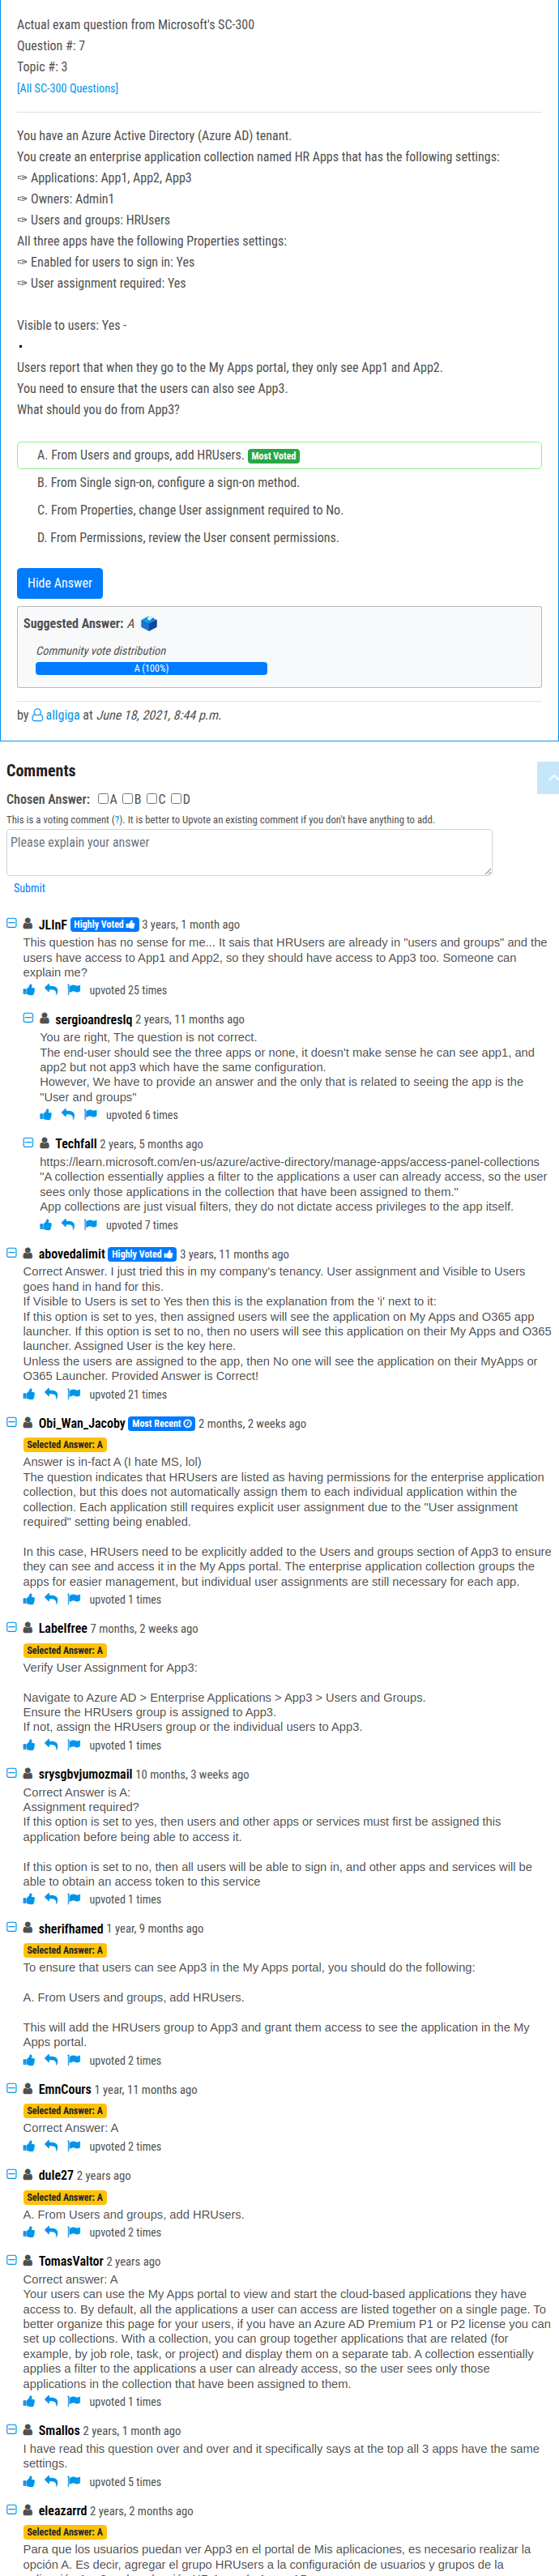 Actual exam question from Microsoft's SC-300
Question #: 7
Topic #: 3
[All SC-300 Questions]
You have an Azure Active Directory (Azure AD) tenant.
You create an enterprise application collection named HR Apps that has the following settings:
✑ Applications: App1, App2, App3
✑ Owners: Admin1
✑ Users and groups: HRUsers
All three apps have the following Properties settings:
✑ Enabled for users to sign in: Yes
✑ User assignment required: Yes
Visible to users: Yes -
▪
Users report that when they go to the My Apps portal, they only see App1 and App2.
You need to ensure that the users can also see App3.
What should you do from App3?
A. From Users and groups, add HRUsers. Most Voted
B. From Single sign-on, configure a sign-on method.
C. From Properties, change User assignment required to No.
D. From Permissions, review the User consent permissions.
Hide Answer
Suggested Answer: A
Community vote distribution
A (100%)
by allgiga at June 18, 2021, 8:44 p.m.
Comments
Chosen Answer: A B C D
This is a voting comment (?). It is better to Upvote an existing comment if you don't have anything to add.
Please explain your answer
Submit
JLInF Highly Voted 3 years, 1 month ago
This question has no sense for me... It sais that HRUsers are already in "users and groups" and the
users have access to App1 and App2, so they should have access to App3 too. Someone can
explain me?
upvoted 25 times
sergioandreslq 2 years, 11 months ago
You are right, The question is not correct.
The end-user should see the three apps or none, it doesn't make sense he can see app1, and
app2 but not app3 which have the same configuration.
However, We have to provide an answer and the only that is related to seeing the app is the
"User and groups"
upvoted 6 times
Techfall 2 years, 5 months ago
https://learn.microsoft.com/en-us/azure/active-directory/manage-apps/access-panel-collections
"A collection essentially applies a filter to the applications a user can already access, so the user
sees only those applications in the collection that have been assigned to them."
App collections are just visual filters, they do not dictate access privileges to the app itself.
upvoted 7 times
abovedalimit Highly Voted 3 years, 11 months ago
Correct Answer. I just tried this in my company's tenancy. User assignment and Visible to Users
goes hand in hand for this.
If Visible to Users is set to Yes then this is the explanation from the 'i' next to it:
If this option is set to yes, then assigned users will see the application on My Apps and O365 app
launcher. If this option is set to no, then no users will see this application on their My Apps and O365
launcher. Assigned User is the key here.
Unless the users are assigned to the app, then No one will see the application on their MyApps or
O365 Launcher. Provided Answer is Correct!
upvoted 21 times
Obi_Wan_Jacoby Most Recent 2 months, 2 weeks ago
Selected Answer: A
Answer is in-fact A (I hate MS, lol)
The question indicates that HRUsers are listed as having permissions for the enterprise application
collection, but this does not automatically assign them to each individual application within the
collection. Each application still requires explicit user assignment due to the "User assignment
required" setting being enabled.
In this case, HRUsers need to be explicitly added to the Users and groups section of App3 to ensure
they can see and access it in the My Apps portal. The enterprise application collection groups the
apps for easier management, but individual user assignments are still necessary for each app.
upvoted 1 times
Labelfree 7 months, 2 weeks ago
Selected Answer: A
Verify User Assignment for App3:
Navigate to Azure AD > Enterprise Applications > App3 > Users and Groups.
Ensure the HRUsers group is assigned to App3.
If not, assign the HRUsers group or the individual users to App3.
upvoted 1 times
srysgbvjumozmail 10 months, 3 weeks ago
Correct Answer is A:
Assignment required?
If this option is set to yes, then users and other apps or services must first be assigned this
application before being able to access it.
If this option is set to no, then all users will be able to sign in, and other apps and services will be
able to obtain an access token to this service
upvoted 1 times
sherifhamed 1 year, 9 months ago
Selected Answer: A
To ensure that users can see App3 in the My Apps portal, you should do the following:
A. From Users and groups, add HRUsers.
This will add the HRUsers group to App3 and grant them access to see the application in the My
Apps portal.
upvoted 2 times
EmnCours 1 year, 11 months ago
Selected Answer: A
Correct Answer: A
upvoted 2 times
dule27 2 years ago
Selected Answer: A
A. From Users and groups, add HRUsers.
upvoted 2 times
TomasValtor 2 years ago
Correct answer: A
Your users can use the My Apps portal to view and start the cloud-based applications they have
access to. By default, all the applications a user can access are listed together on a single page. To
better organize this page for your users, if you have an Azure AD Premium P1 or P2 license you can
set up collections. With a collection, you can group together applications that are related (for
example, by job role, task, or project) and display them on a separate tab. A collection essentially
applies a filter to the applications a user can already access, so the user sees only those
applications in the collection that have been assigned to them.
upvoted 1 times
Smallos 2 years, 1 month ago
I have read this question over and over and it specifically says at the top all 3 apps have the same
settings.
upvoted 5 times
eleazarrd 2 years, 2 months ago
Selected Answer: A
Para que los usuarios puedan ver App3 en el portal de Mis aplicaciones, es necesario realizar la
opción A. Es decir, agregar el grupo HRUsers a la configuración de usuarios y grupos de la